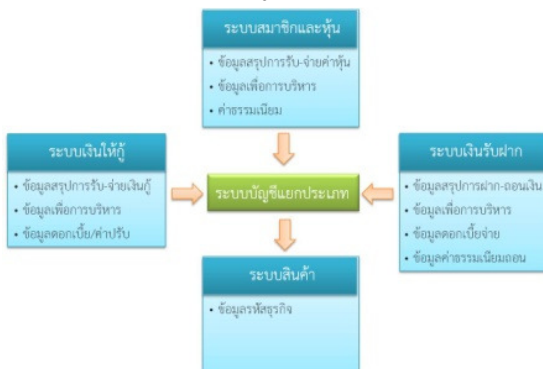 ระบบสมาชิกและหุ้น
• ข้อมูลสรุปการรับ-จ่ายค่าหุ้น
• ข้อมูลเพื่อการบริหาร
• ค่าธรรมเนียม
ระบบเงินให้กู้
• ข้อมูลสรุปการรับ-จ่ายเงินกู้
• ข้อมูลเพื่อการบริหาร
• ข้อมูลดอกเบี้ย/ค่าปรับ
ระบบบัญชีแยกประเภท
ระบบเงินรับฝาก
• ข้อมูลสรุปการฝาก-ถอนเงิน
• ข้อมูลเพื่อการบริหาร
• ข้อมูลดอกเบี้ยจ่าย
• ข้อมูลค่าธรรมเนียมถอน
ระบบสินค้า
• ข้อมูลรหัสธุรกิจ